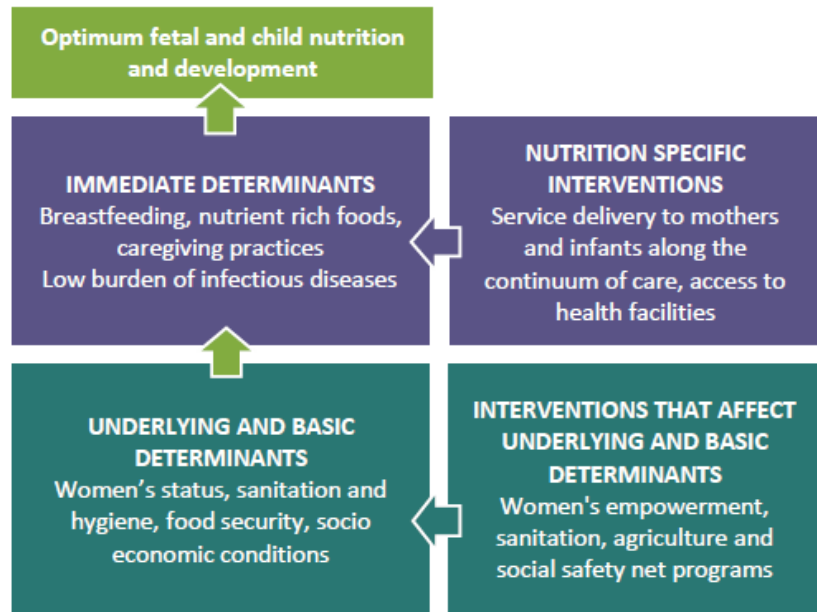 Optimum fetal and child nutrition
and development
IMMEDIATE DETERMINANTS
Breastfeeding, nutrient rich foods,
caregiving practices
Low burden of infectious diseases
NUTRITION SPECIFIC
INTERVENTIONS
Service delivery to mothers
and infants along the
continuum of care, access to
health facilities
UNDERLYING AND BASIC
DETERMINANTS
Women’s status, sanitation and
hygiene, food security, socio
economic conditions
INTERVENTIONS THAT AFFECT
UNDERLYING AND BASIC
DETERMINANTS
Women's empowerment,
sanitation, agriculture and
social safety net programs